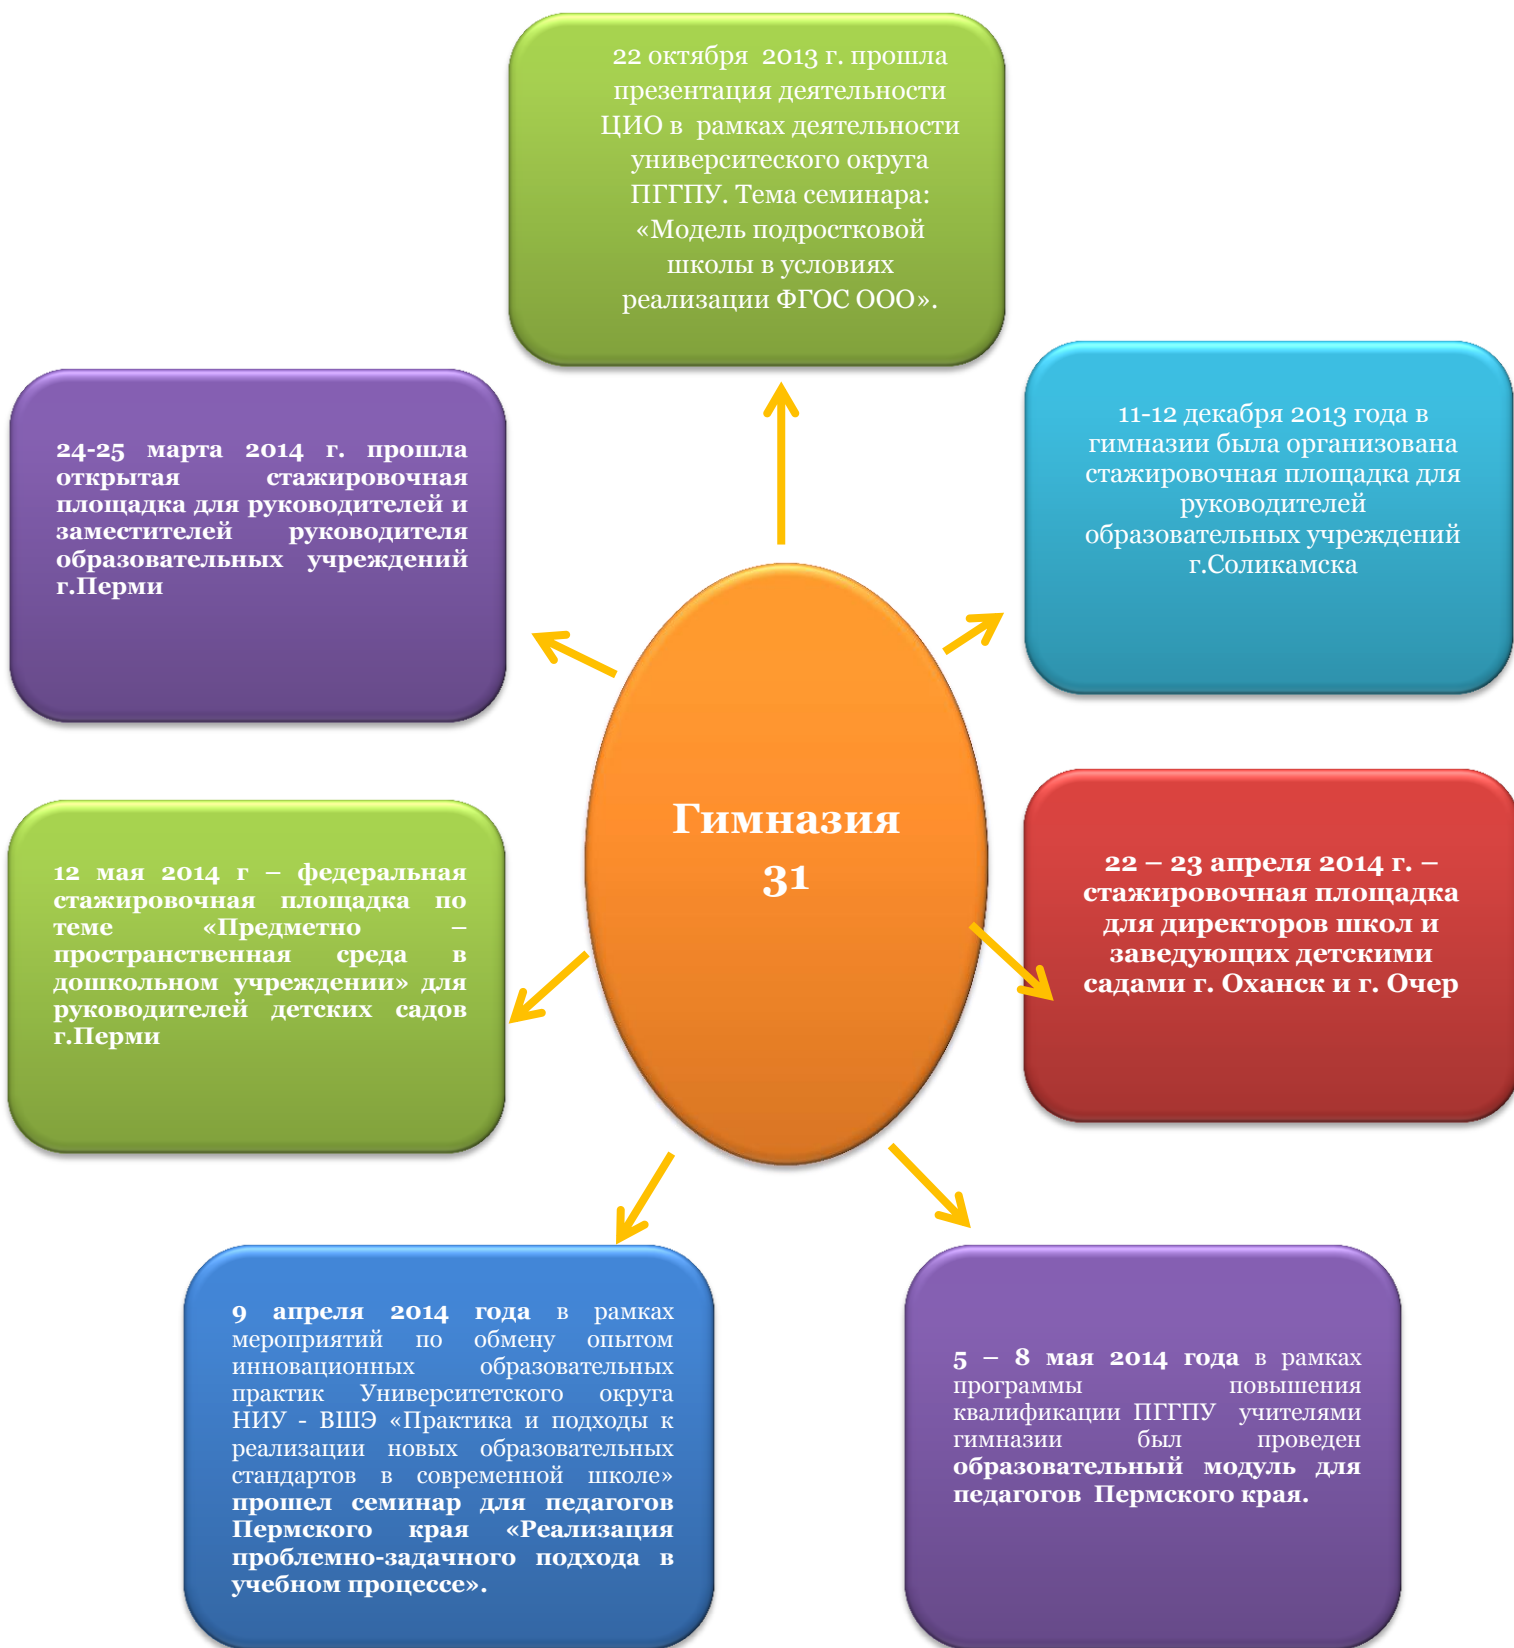 22 октября  2013 г. прошла
презентация деятельности
ЦИО в  рамках деятельности
университеского округа
ПГГПУ. Тема семинара:
«Модель подростковой
школы в условиях
реализации ФГОС ООО».
11-12 декабря 2013 года в
гимназии была организована
стажировочная площадка для
руководителей
образовательных учреждений
г.Соликамска
24-25 марта 2014 г. прошла
открытая стажировочная
площадка для руководителей и
заместителей руководителя
образовательных учреждений
г.Перми
Гимназия
31
22 – 23 апреля 2014 г. –
стажировочная площадка
для директоров школ и
заведующих детскими
садами г. Оханск и г. Очер
12 мая 2014 г – федеральная
стажировочная площадка по
теме «Предметно –
пространственная среда в
дошкольном учреждении» для
руководителей детских садов
г.Перми
9 апреля 2014 года в рамках
мероприятий по обмену опытом
инновационных образовательных
практик Университетского округа
НИУ - ВШЭ «Практика и подходы к
реализации новых образовательных
стандартов в современной школе»
прошел семинар для педагогов
Пермского края «Реализация
проблемно-задачного подхода в
учебном процессе».
5 – 8 мая 2014 года в рамках
программы повышения
квалификации ПГГПУ учителями
гимназии был проведен
образовательный модуль для
педагогов  Пермского края.